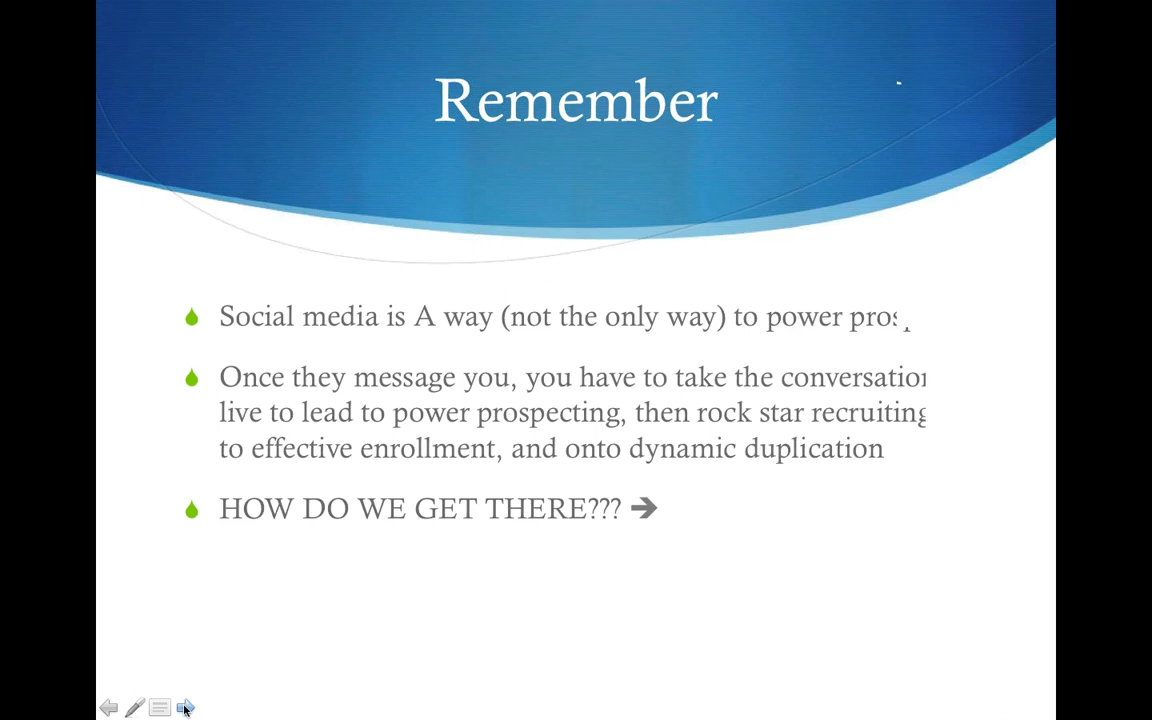 Remember
Social media is A way (not the only way) to power
Once they message you, you have to take the conversation
live to lead to power prospecting, then rock star recruiting
to effective enrollment, and onto dynamic duplication
HOW DO WE GET THERE??? ➔